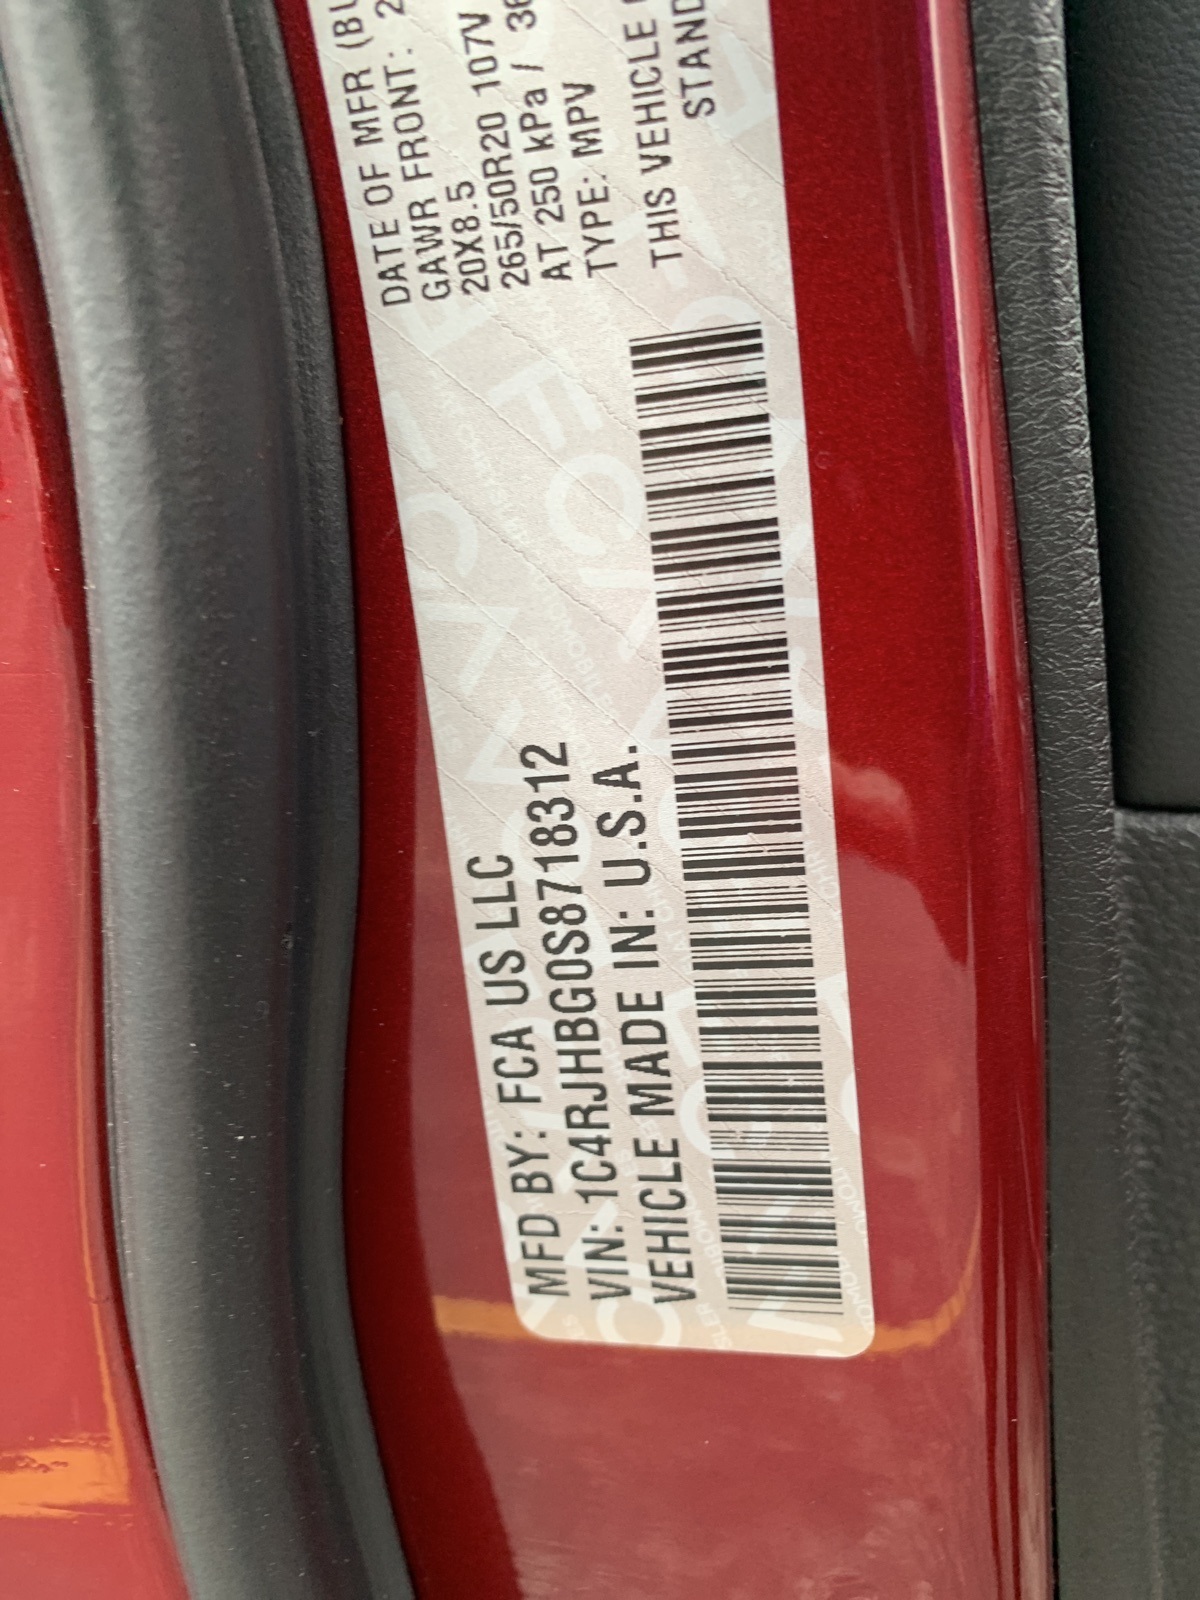 MFD BY: FCA US LLC
VIN: 1C4RJHBG0S8718312
VEHICLE MADE IN: U.S.A.
DATE OF MFR
GAWR FRONT:
20X8.5
265/50R20 107V
AT 250 kPa /
TYPE: MPV
THIS VEHICLE